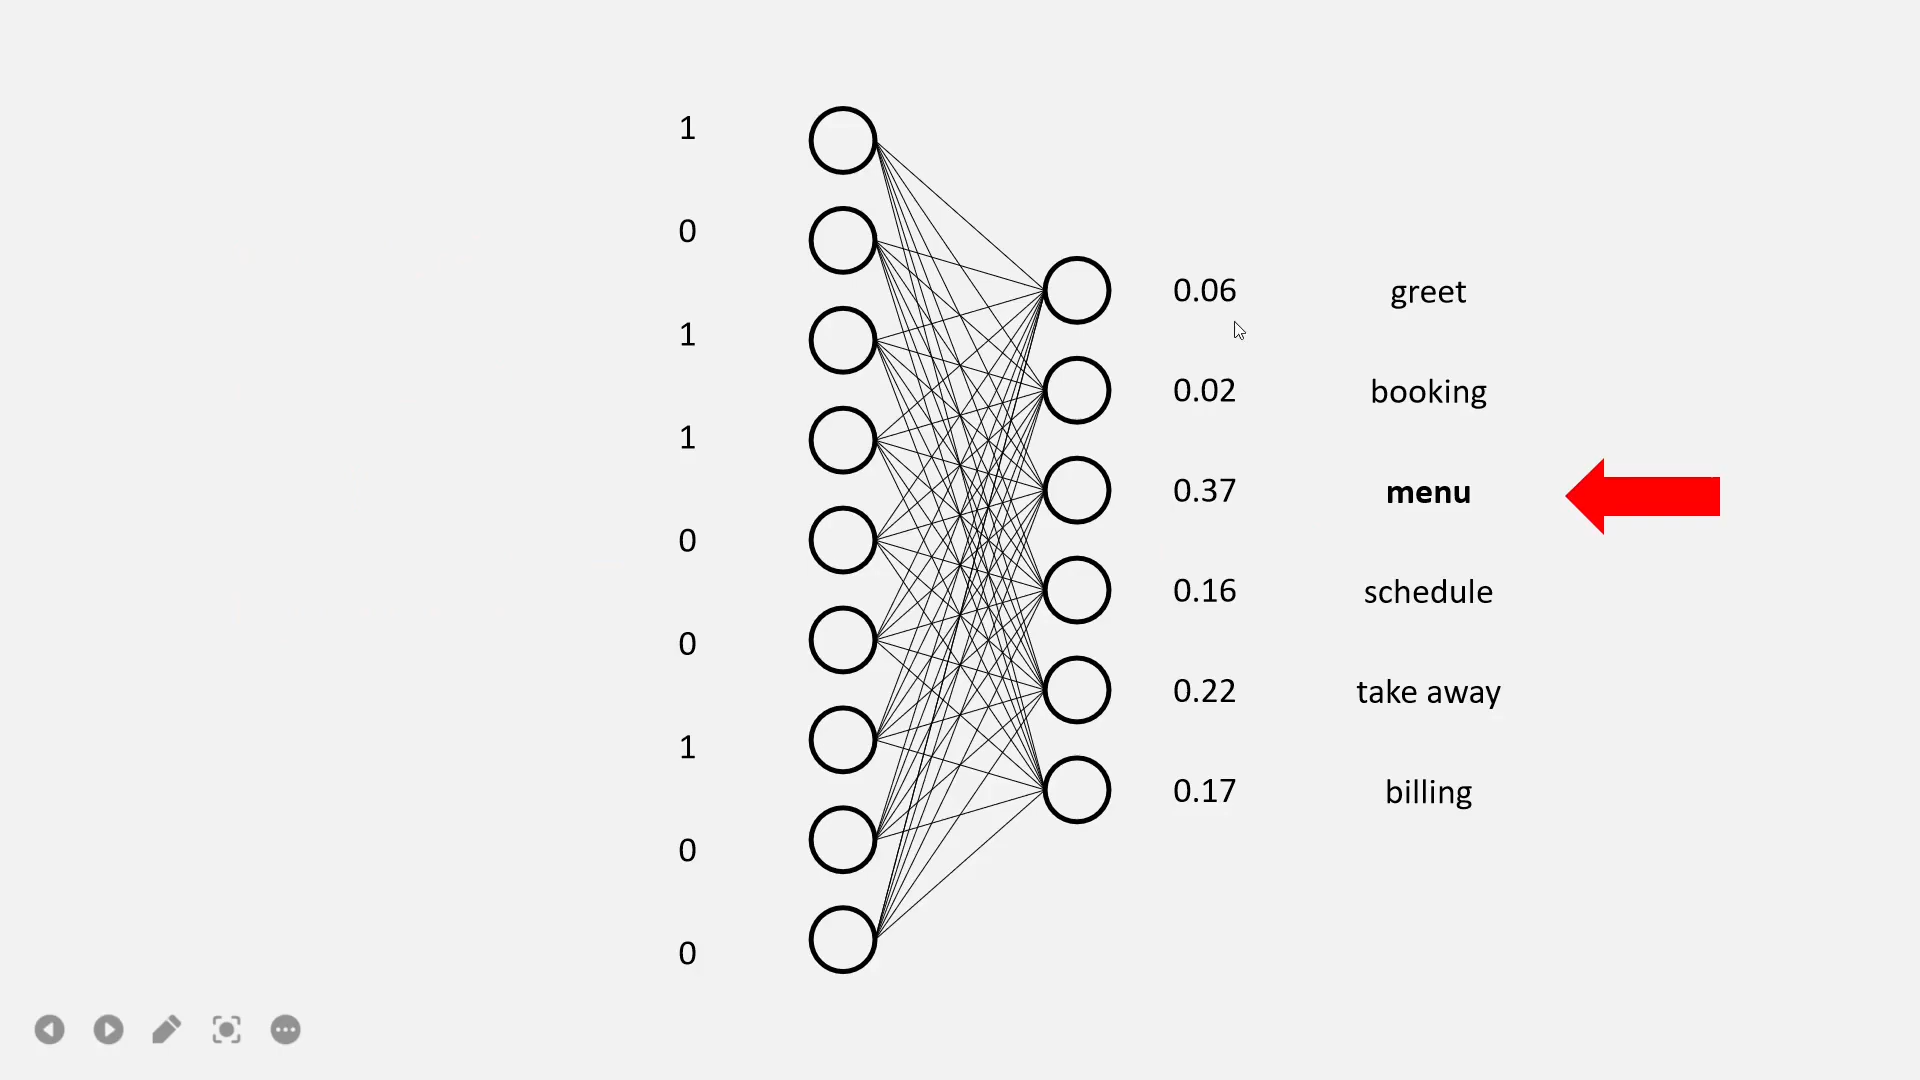 1
0
1
1
0
0
1
0
0
0.06 greet
0.02 booking
0.37 menu
0.16 schedule
0.22 take away
0.17 billing